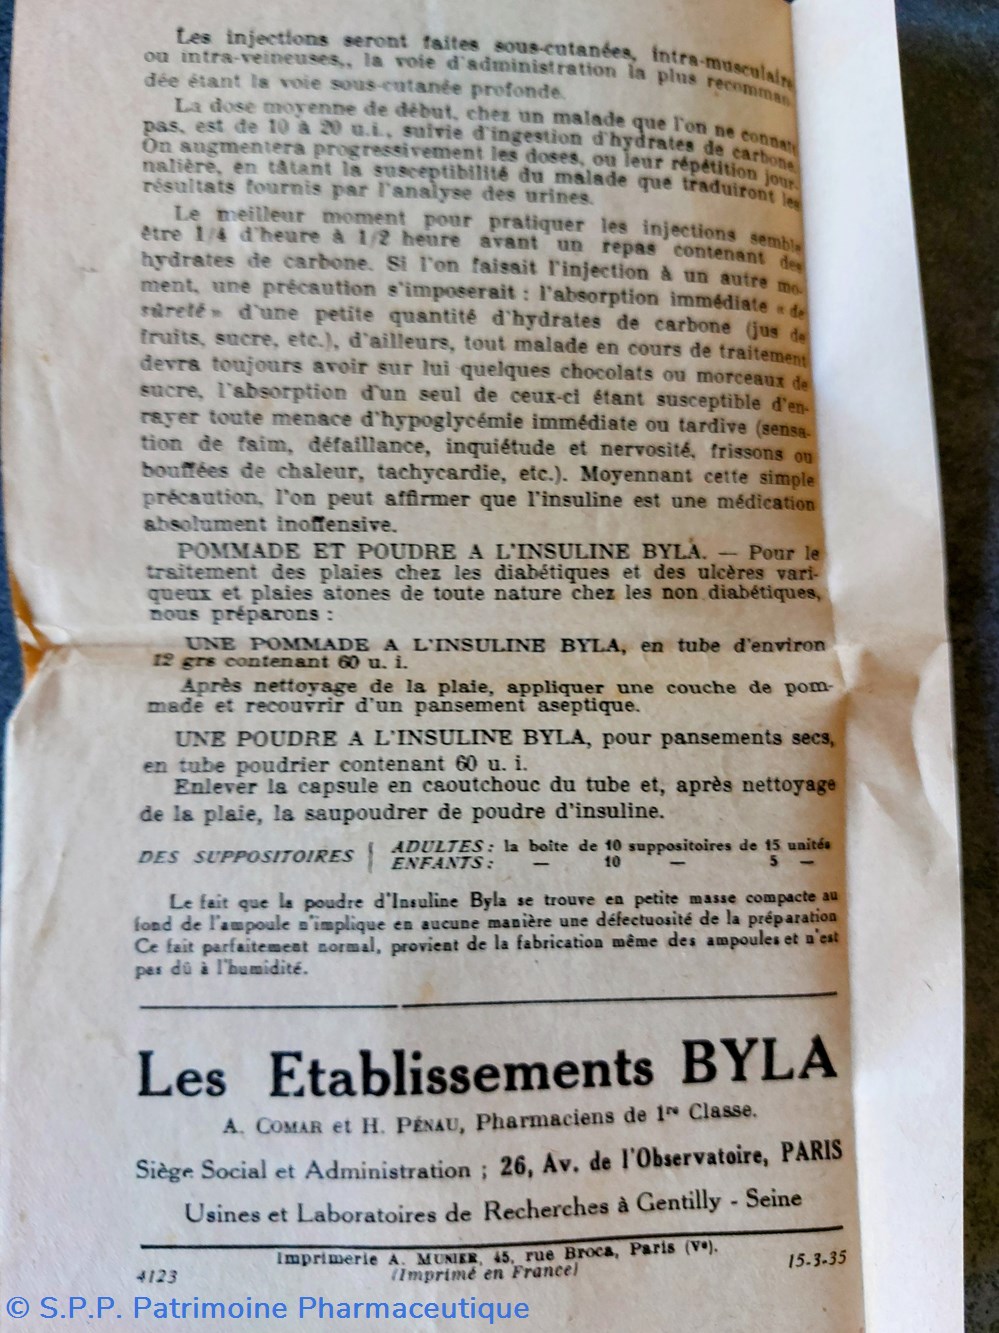 Les injections seront faites sous-cutanées, intra-musculaire
ou intra-veineuses,, la voie d'administration la plus recomman-
dée étant la voie sous-cutanée profonde.
La dose moyenne de début, chez un malade que l'on ne connait
pas, est de 10 à 20 u.i., suivie d'ingestion d'hydrates de carbone.
On augmentera progressivement les doses, ou leur répétition jour-
nalière, en tâtant la susceptibilité du malade que traduiront les
résultats fournis par l'analyse des urines.
Le meilleur moment pour pratiquer les injections semble
être 1/4 d'heure à 1/2 heure avant un repas contenant des
hydrates de carbone. Si l'on faisait l'injection à un autre mo-
ment, une précaution s'imposerait : l'absorption immédiate « de
sûreté » d'une petite quantité d'hydrates de carbone (jus de
fruits, sucre, etc.), d'ailleurs, tout malade en cours de traitement
devra toujours avoir sur lui quelques chocolats ou morceaux de
sucre, l'absorption d'un seul de ceux-ci étant susceptible d'en-
rayer toute menace d'hypoglycémie immédiate ou tardive (sensa-
tion de faim, défaillance, inquiétude et nervosité, frissons ou
bouffées de chaleur, tachycardie, etc.). Moyennant cette simple
précaution, l'on peut affirmer que l'insuline est une médication
absolument inoffensive.
POMMADE ET POUDRE A L'INSULINE BYLA. — Pour le
traitement des plaies chez les diabétiques et des ulcères vari-
queux et plaies atones de toute nature chez les non diabétiques,
nous préparons :
UNE POMMADE A L'INSULINE BYLA, en tube d'environ
12 grs contenant 60 u. i.
Après nettoyage de la plaie, appliquer une couche de pom-
made et recouvrir d'un pansement aseptique.
UNE POUDRE A L'INSULINE BYLA, pour pansements secs,
en tube poudrier contenant 60 u. i.
Enlever la capsule en caoutchouc du tube et, après nettoyage
de la plaie, la saupoudrer de poudre d'insuline.
DES SUPPOSITOIRES { ADULTES : la boîte de 10 suppositoires de 15 unités
ENFANTS : — 10 — 5 —
Le fait que la poudre d'Insuline Byla se trouve en petite masse compacte au
fond de l'ampoule n'implique en aucune manière une défectuosité de la préparation
Ce fait parfaitement normal, provient de la fabrication même des ampoules et n'est
pas dû à l'humidité.
Les Etablissements BYLA
A. COMAR et H. PÉNAU, Pharmaciens de 1re Classe.
Siège Social et Administration ; 26, Av. de l'Observatoire, PARIS
Usines et Laboratoires de Recherches à Gentilly - Seine
Imprimerie A. MUNIER, 45, rue Broca, Paris (Ve).
4123 (Imprimé en France) 15-3-35
© S.P.P. Patrimoine Pharmaceutique